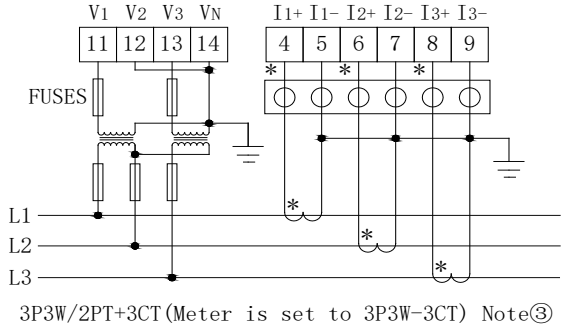 V1 V2 V3 VN I1+ I1- I2+ I2- I3+ I3-
11 12 13 14 4 5 6 7 8 9
* * *
FUSES
L1 *
L2 *
L3 *
3P3W/2PT+3CT(Meter is set to 3P3W-3CT) Note③